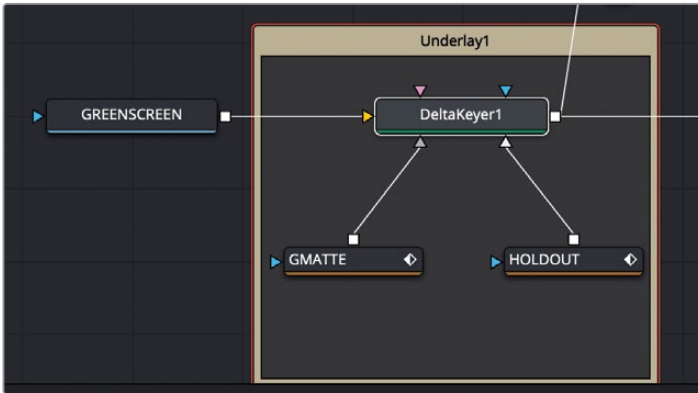 Underlay1
GREENSCREEN
DeltaKeyer1
GMATTE
HOLDOUT